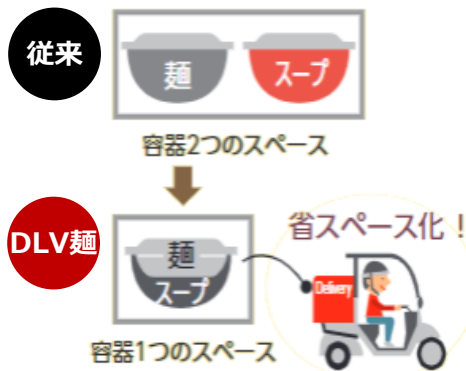 従来
麺
スープ
容器2つのスペース
DLV麺
麺
スープ
容器1つのスペース
省スペース化！
Delivery